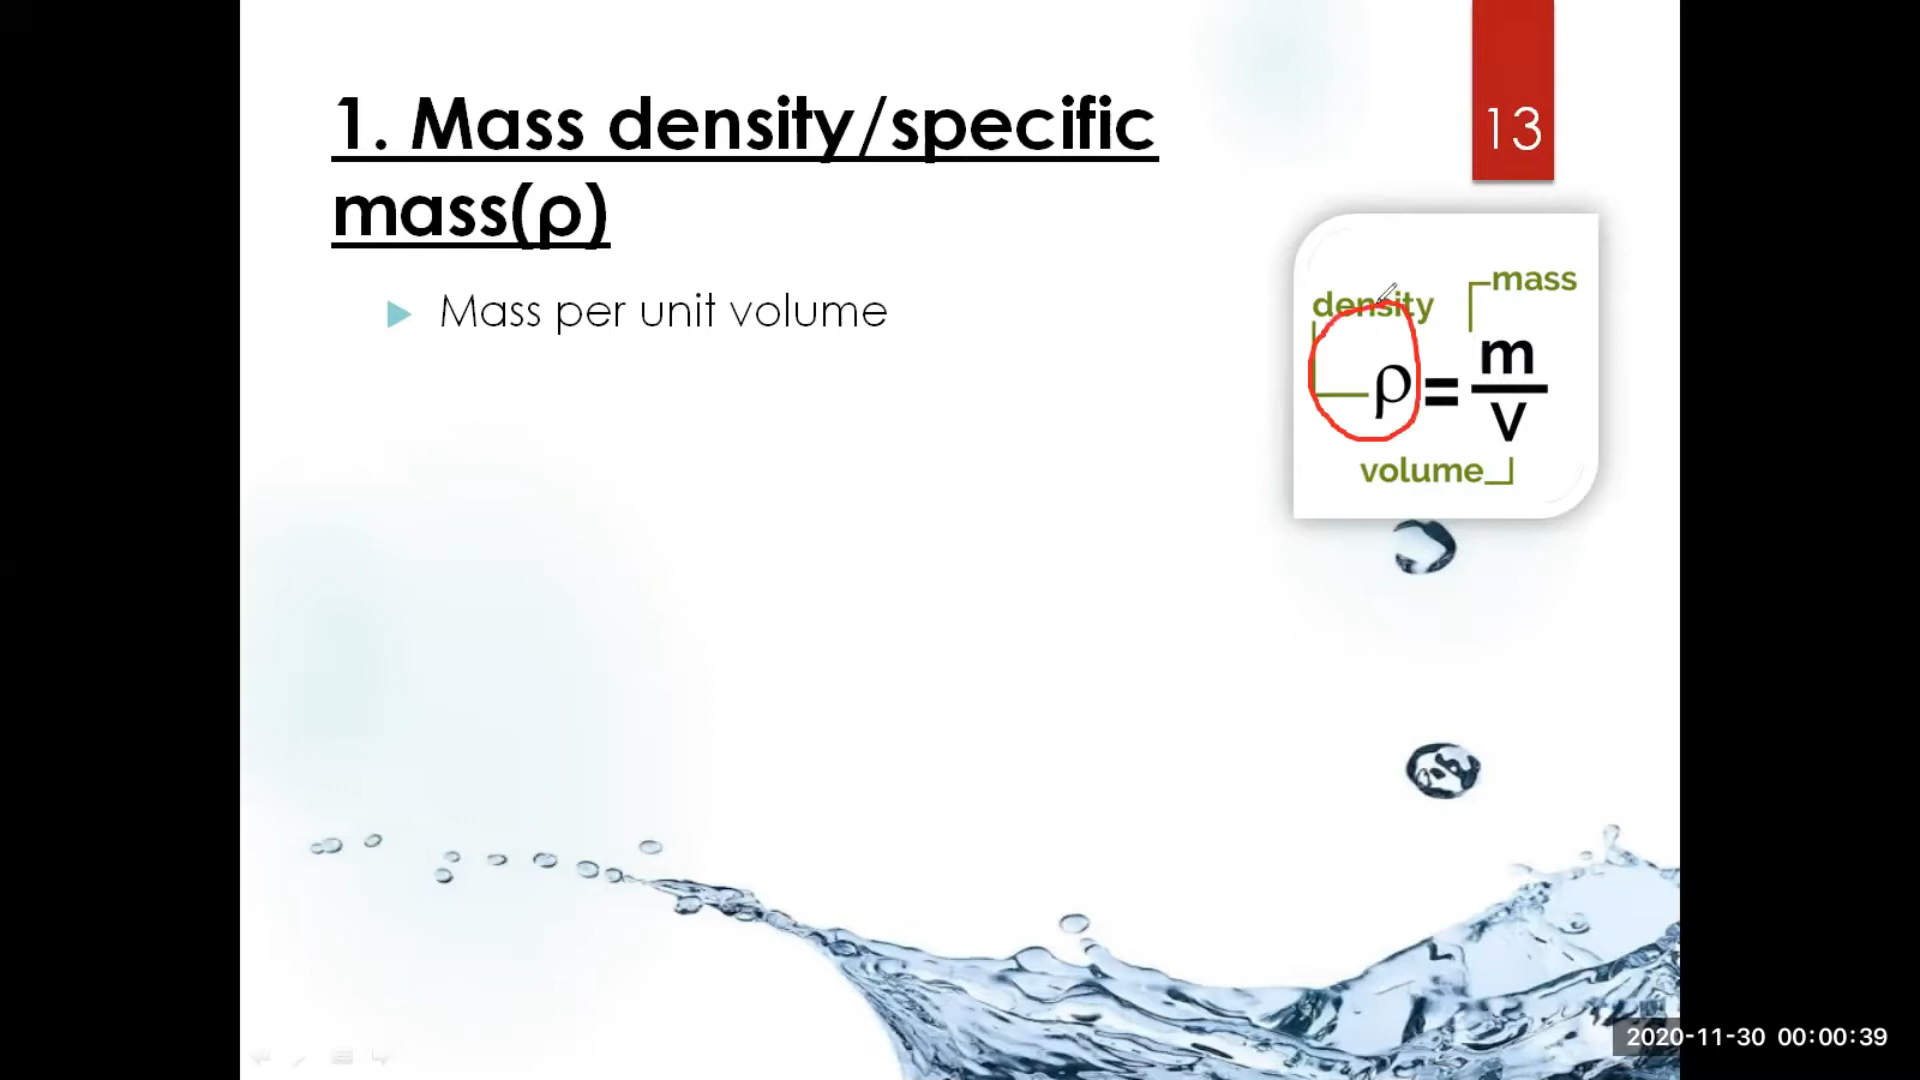 1. Mass density/specific
mass(ρ)
13
Mass per unit volume
density
mass
ρ = m
V
volume
2020-11-30 00:00:39